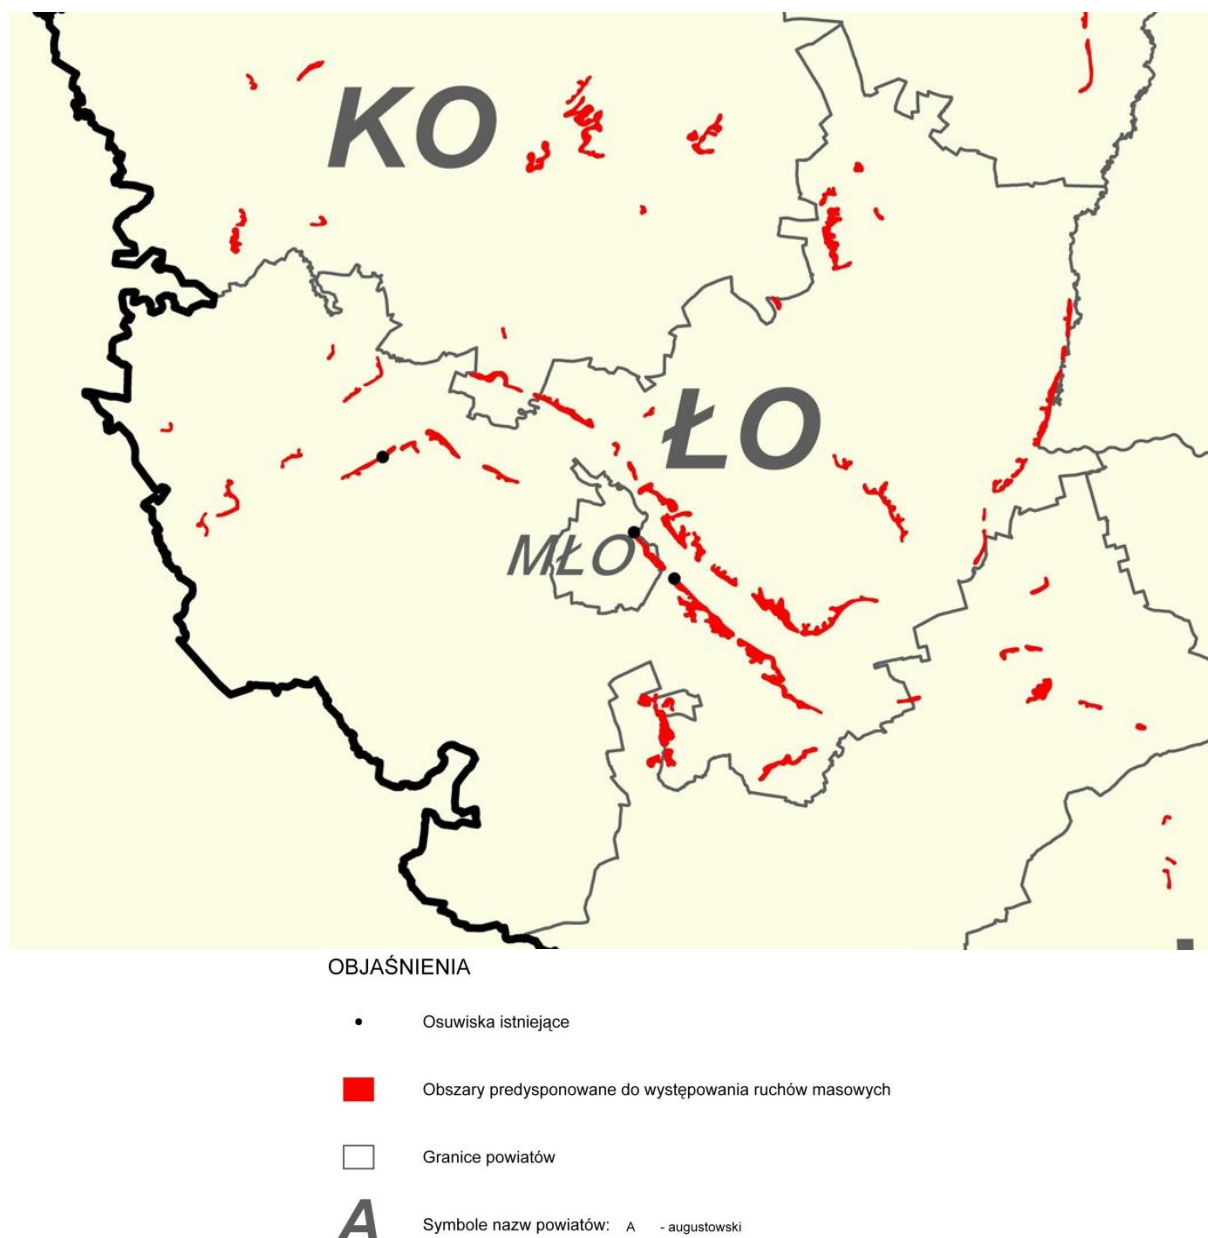 KO
ŁO
MŁO
OBJAŚNIENIA
Osuwiska istniejące
Obszary predysponowane do występowania ruchów masowych
Granice powiatów
A Symbole nazw powiatów: A - augustowski